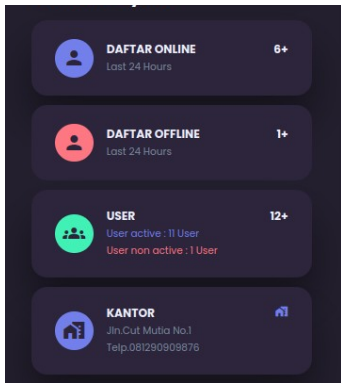 DAFTAR ONLINE 6+
Last 24 Hours
DAFTAR OFFLINE 1+
Last 24 Hours
USER 12+
User active : 11 User
User non active : 1 User
KANTOR
Jln.Cut Mutia No.1
Telp.081290909876